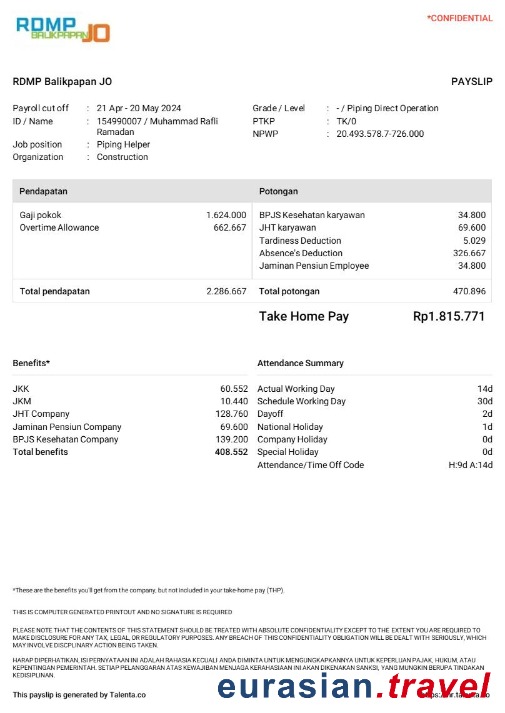 RDMP
BALIKPAPAN JO
*CONFIDENTIAL
RDMP Balikpapan JO PAYSLIP
Payroll cut off : 21 Apr - 20 May 2024 Grade / Level : - / Piping Direct Operation
ID / Name : 154990007 / Muhammad Rafli PTKP : TK/0
Ramadan NPWP : 20.493.578.7-726.000
Job position : Piping Helper
Organization : Construction
Pendapatan Potongan
Gaji pokok 1.624.000 BPJS Kesehatan karyawan 34.800
Overtime Allowance 662.667 JHT karyawan 69.600
Tardiness Deduction 5.029
Absence's Deduction 326.667
Jaminan Pensiun Employee 34.800
Total pendapatan 2.286.667 Total potongan 470.896
Take Home Pay Rp1.815.771
Benefits* Attendance Summary
JKK 60.552 Actual Working Day 14d
JKM 10.440 Schedule Working Day 30d
JHT Company 128.760 Dayoff 2d
Jaminan Pensiun Company 69.600 National Holiday 1d
BPJS Kesehatan Company 139.200 Company Holiday 0d
Total benefits 408.552 Special Holiday 0d
Attendance/Time Off Code H:9d A:14d
*These are the benefits you'll get from the company, but not included in your take-home pay (THP).
THIS IS COMPUTER GENERATED PRINTOUT AND NO SIGNATURE IS REQUIRED
PLEASE NOTE THAT THE CONTENTS OF THIS STATEMENT SHOULD BE TREATED WITH ABSOLUTE CONFIDENTIALITY EXCEPT TO THE EXTENT YOU ARE REQUIRED TO
MAKE DISCLOSURE FOR ANY TAX, LEGAL, OR REGULATORY PURPOSES. ANY BREACH OF THIS CONFIDENTIALITY OBLIGATION WILL BE DEALT WITH SERIOUSLY, WHICH
MAY INVOLVE DISCPLINARY ACTION BEING TAKEN.
HARAP DIPERHATIKAN, ISI PERNYATAAN INI ADALAH RAHASIA KECUALI ANDA DIMINTA UNTUK MENGUNGKAPKANNYA UNTUK KEPERLUAN PAJAK, HUKUM, ATAU
KEPENTINGAN PEMERINTAH. SETIAP PELANGGARAN ATAS KEWAJIBAN MENJAGA KERAHASIAAN INI AKAN DIKENAKAN SANKSI, YANG MUNGKIN BERUPA TINDAKAN
KEDISIPLINAN.
This payslip is generated by Talenta.co
eurasian.travel